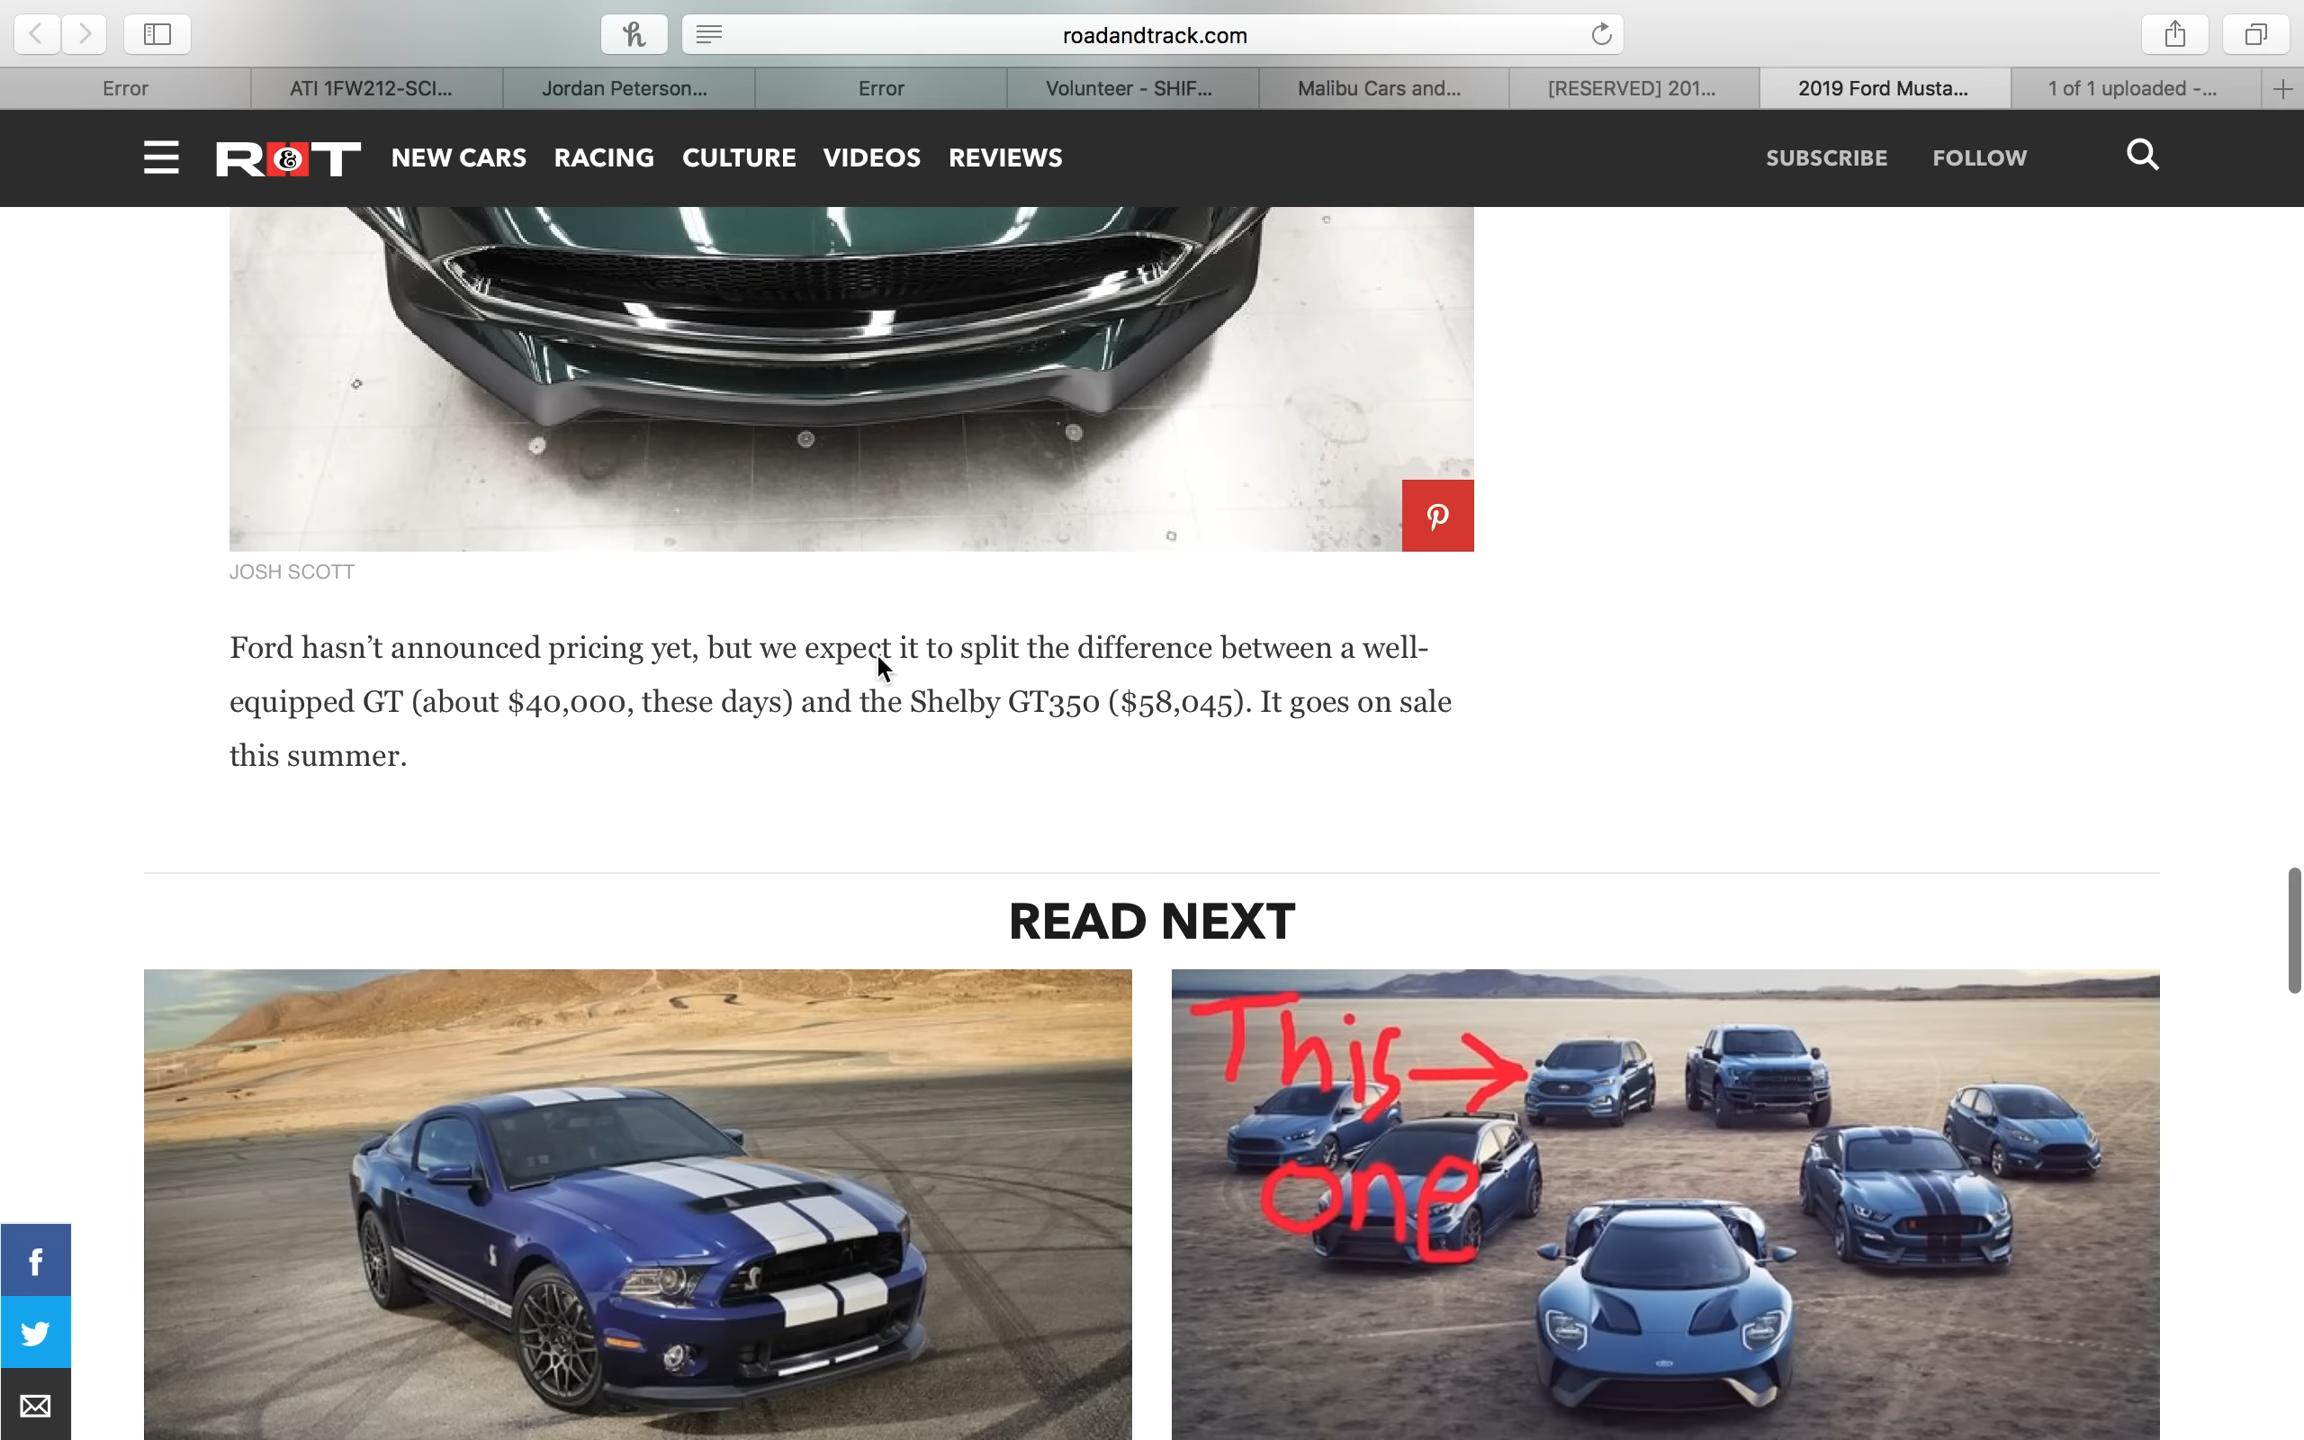 roadandtrack.com
Error
ATI 1FW212-SCI...
Jordan Peterson...
Error
Volunteer - SHIF...
Malibu Cars and...
[RESERVED] 201...
2019 Ford Musta...
1 of 1 uploaded -...
R&T
NEW CARS
RACING
CULTURE
VIDEOS
REVIEWS
SUBSCRIBE
FOLLOW
JOSH SCOTT
Ford hasn’t announced pricing yet, but we expect it to split the difference between a well-
equipped GT (about $40,000, these days) and the Shelby GT350 ($58,045). It goes on sale
this summer.
READ NEXT
This
one